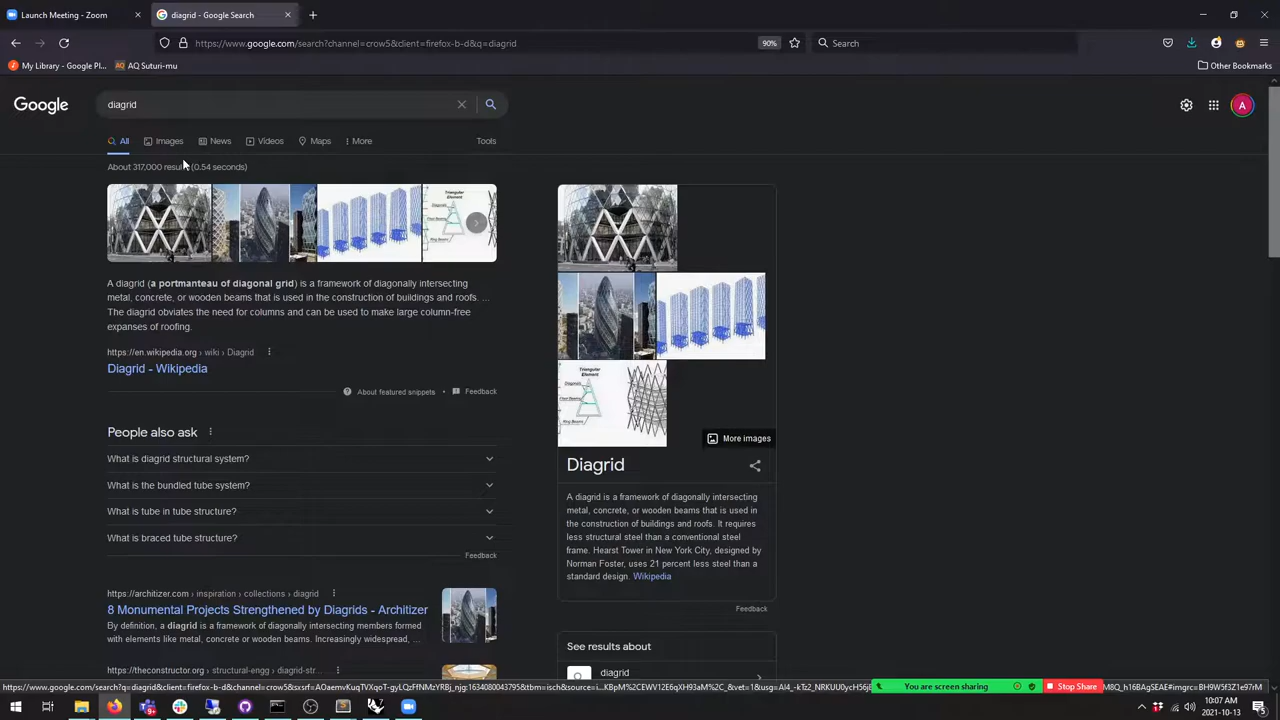 Launch Meeting - Zoom
diagrid - Google Search
https://www.google.com/search?channel=crow5&client=firefox-b-d&q=diagrid
90%
Search
My Library - Google Pl...
AQ Suturi-mu
Other Bookmarks
Google
diagrid
A
All
Images
News
Videos
Maps
More
Tools
About 317,000 results (0.54 seconds)
A diagrid (a portmanteau of diagonal grid) is a framework of diagonally intersecting
metal, concrete, or wooden beams that is used in the construction of buildings and roofs. ...
The diagrid obviates the need for columns and can be used to make large column-free
expanses of roofing.
https://en.wikipedia.org › wiki › Diagrid
Diagrid - Wikipedia
About featured snippets
Feedback
People also ask
What is diagrid structural system?
What is the bundled tube system?
What is tube in tube structure?
What is braced tube structure?
Feedback
https://architizer.com › inspiration › collections › diagrid
8 Monumental Projects Strengthened by Diagrids - Architizer
By definition, a diagrid is a framework of diagonally intersecting members formed
with elements like metal, concrete or wooden beams. Increasingly widespread, ...
https://theconstructor.org › structural-engg › diagrid-str...
Triangular
Element
Diagonals
Floor Beams
Ring Beams
More images
Diagrid
A diagrid is a framework of diagonally intersecting
metal, concrete, or wooden beams that is used in
the construction of buildings and roofs. It requires
less structural steel than a conventional steel
frame. Hearst Tower in New York City, designed by
Norman Foster, uses 21 percent less steel than a
standard design. Wikipedia
Feedback
See results about
diagrid
You are screen sharing
Stop Share
10:07 AM
2021-10-13